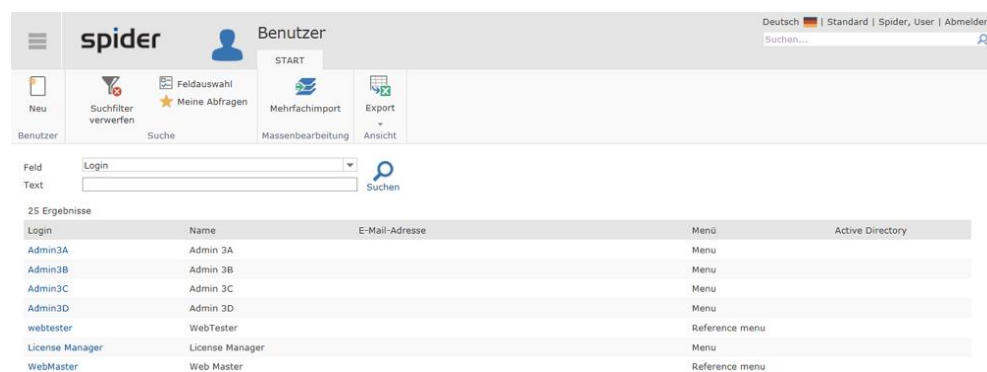 Deutsch | Standard | Spider, User | Abmelden
spider
Benutzer
Suchen...
START
Neu
Suchfilter verwerfen
Feldauswahl
Meine Abfragen
Mehrfachimport
Export
Benutzer
Suche
Massenbearbeitung
Ansicht
Feld
Login
Text
Suchen
25 Ergebnisse
Login Name E-Mail-Adresse Menü Active Directory
Admin3A Admin 3A Menu
Admin3B Admin 3B Menu
Admin3C Admin 3C Menu
Admin3D Admin 3D Menu
webtester WebTester Reference menu
License Manager License Manager Menu
WebMaster Web Master Reference menu